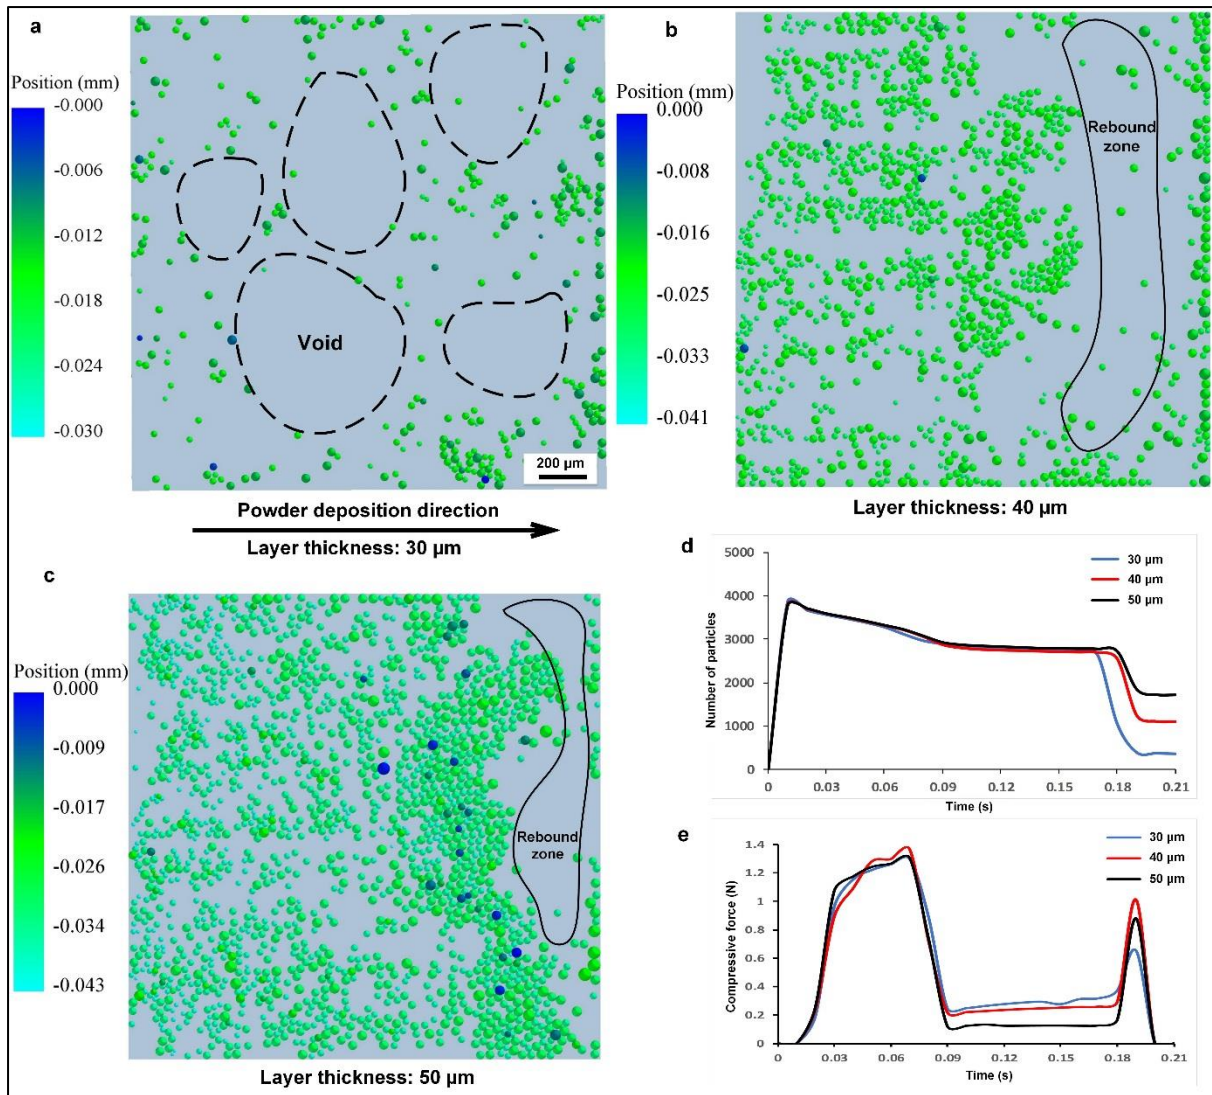 a
Position (mm)
-0.000
-0.006
-0.012
-0.018
-0.024
-0.030
Void
200 µm
Powder deposition direction
Layer thickness: 30 µm
b
Position (mm)
0.000
-0.008
-0.016
-0.025
-0.033
-0.041
Rebound
zone
Layer thickness: 40 µm
c
Position (mm)
0.000
-0.009
-0.017
-0.026
-0.034
-0.043
Rebound
zone
Layer thickness: 50 µm
d
5000
4000
3000
2000
1000
0
Number of particles
30 µm
40 µm
50 µm
0 0.03 0.06 0.09 0.12 0.15 0.18 0.21
Time (s)
e
1.4
1.2
1
0.8
0.6
0.4
0.2
0
Compressive force (N)
30 µm
40 µm
50 µm
0 0.03 0.06 0.09 0.12 0.15 0.18 0.21
Time (s)